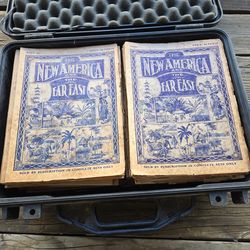 THE
NEW AMERICA
AND THE
FAR EAST
SOLD BY SUBSCRIPTION IN COMPLETE SETS ONLY
THE
NEW AMERICA
AND THE
FAR EAST
SOLD BY SUBSCRIPTION IN COMPLETE SETS ONLY